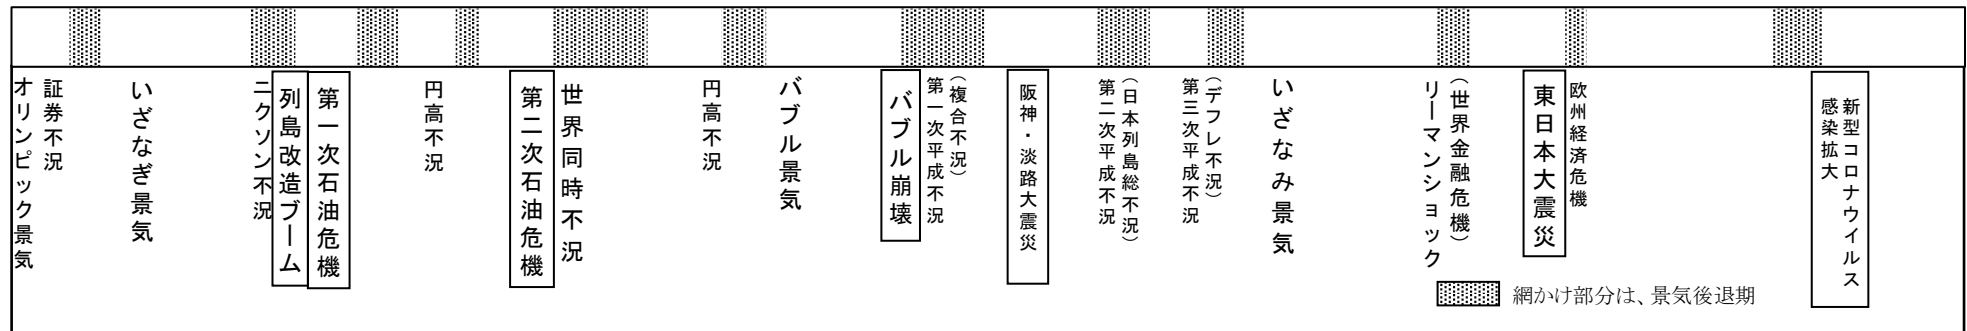 オリンピック景気
証券不況
いざなぎ景気
ニクソン不況
列島改造ブーム
第一次石油危機
円高不況
第二次石油危機
世界同時不況
円高不況
バブル景気
バブル崩壊
第一次平成不況
（複合不況）
阪神・淡路大震災
第二次平成不況
（日本列島総不況）
第三次平成不況
（デフレ不況）
いざなみ景気
リーマンショック
（世界金融危機）
東日本大震災
欧州経済危機
新型コロナウイルス
感染拡大
網かけ部分は、景気後退期